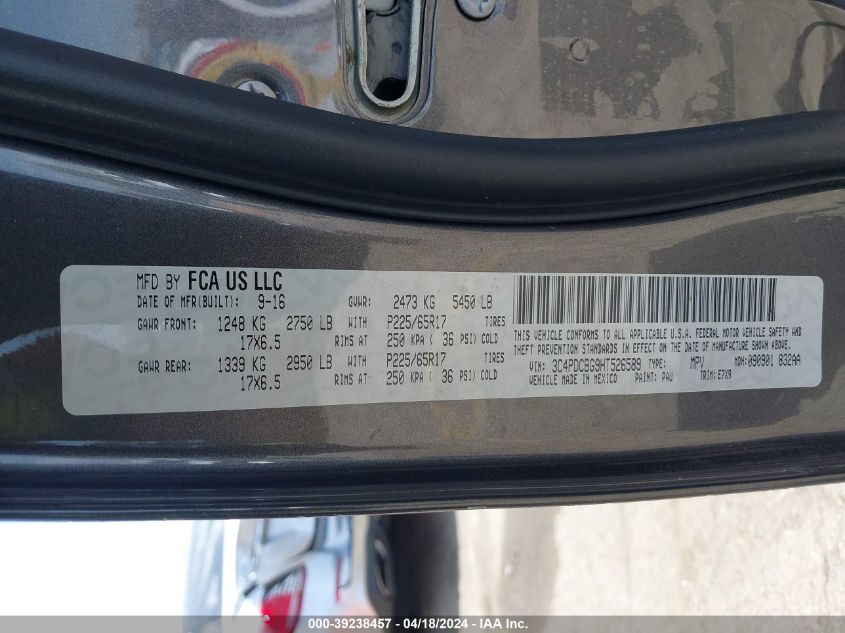 MFD BY FCA US LLC
DATE OF MFR(BUILT): 9-16 GVWR: 2473 KG 5450 LB
GAWR FRONT: 1248 KG 2750 LB WITH P225/65R17 TIRES
17X6.5 RIMS AT 250 KPA ( 36 PSI) COLD
GAWR REAR: 1339 KG 2950 LB WITH P225/65R17 TIRES
17X6.5 RIMS AT 250 KPA ( 36 PSI) COLD
THIS VEHICLE CONFORMS TO ALL APPLICABLE U.S.A. FEDERAL MOTOR VEHICLE SAFETY AND
THEFT PREVENTION STANDARDS IN EFFECT ON THE DATE OF MANUFACTURE SHOWN ABOVE.
VIN: 3C4PDCBG9HT526589 TYPE: MPV MDH: 090901 B32AA
VEHICLE MADE IN MEXICO PAINT: PAU TRIM: E7X9
000-39238457 - 04/18/2024 - IAA Inc.